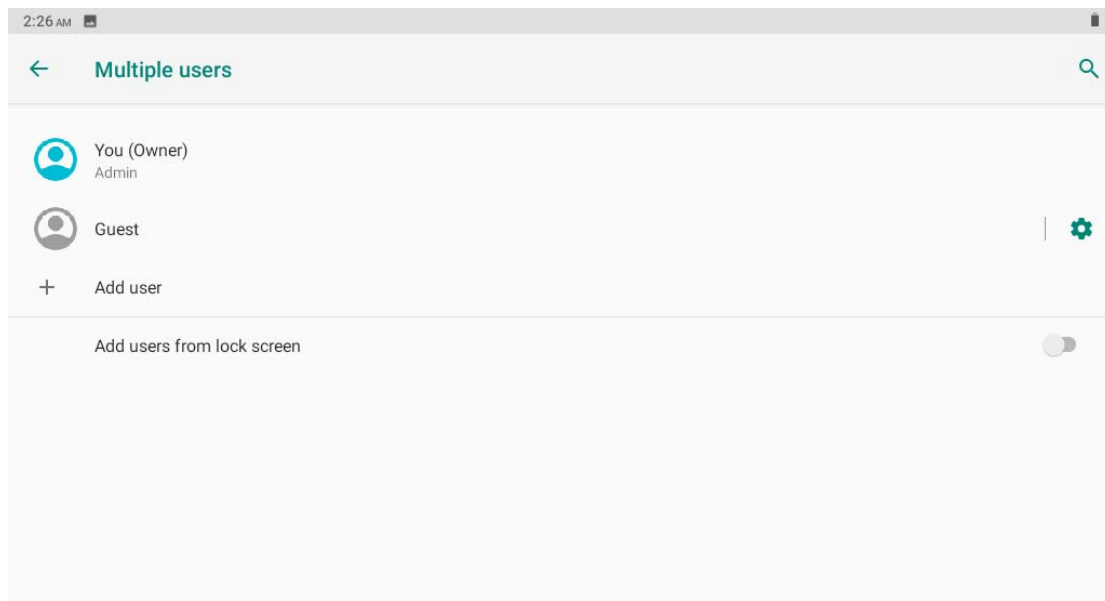 2:26 AM
Multiple users
You (Owner)
Admin
Guest
Add user
Add users from lock screen